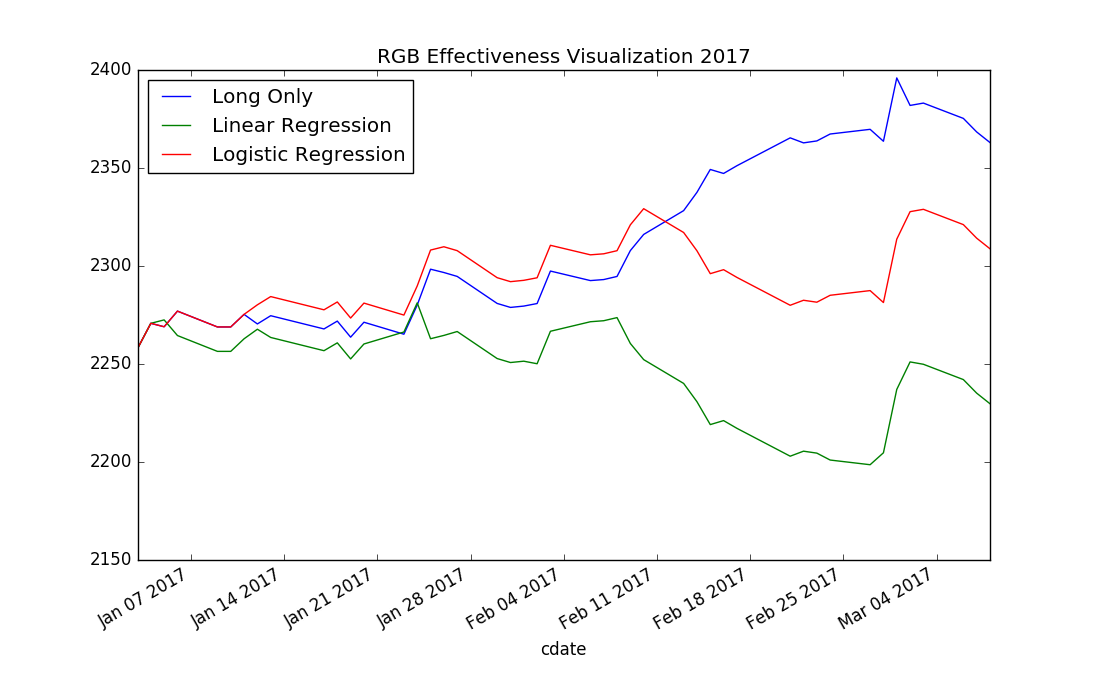 RGB Effectiveness Visualization 2017
Long Only
Linear Regression
Logistic Regression
2400
2350
2300
2250
2200
2150
Jan 07 2017
Jan 14 2017
Jan 21 2017
Jan 28 2017
Feb 04 2017
Feb 11 2017
Feb 18 2017
Feb 25 2017
Mar 04 2017
cdate